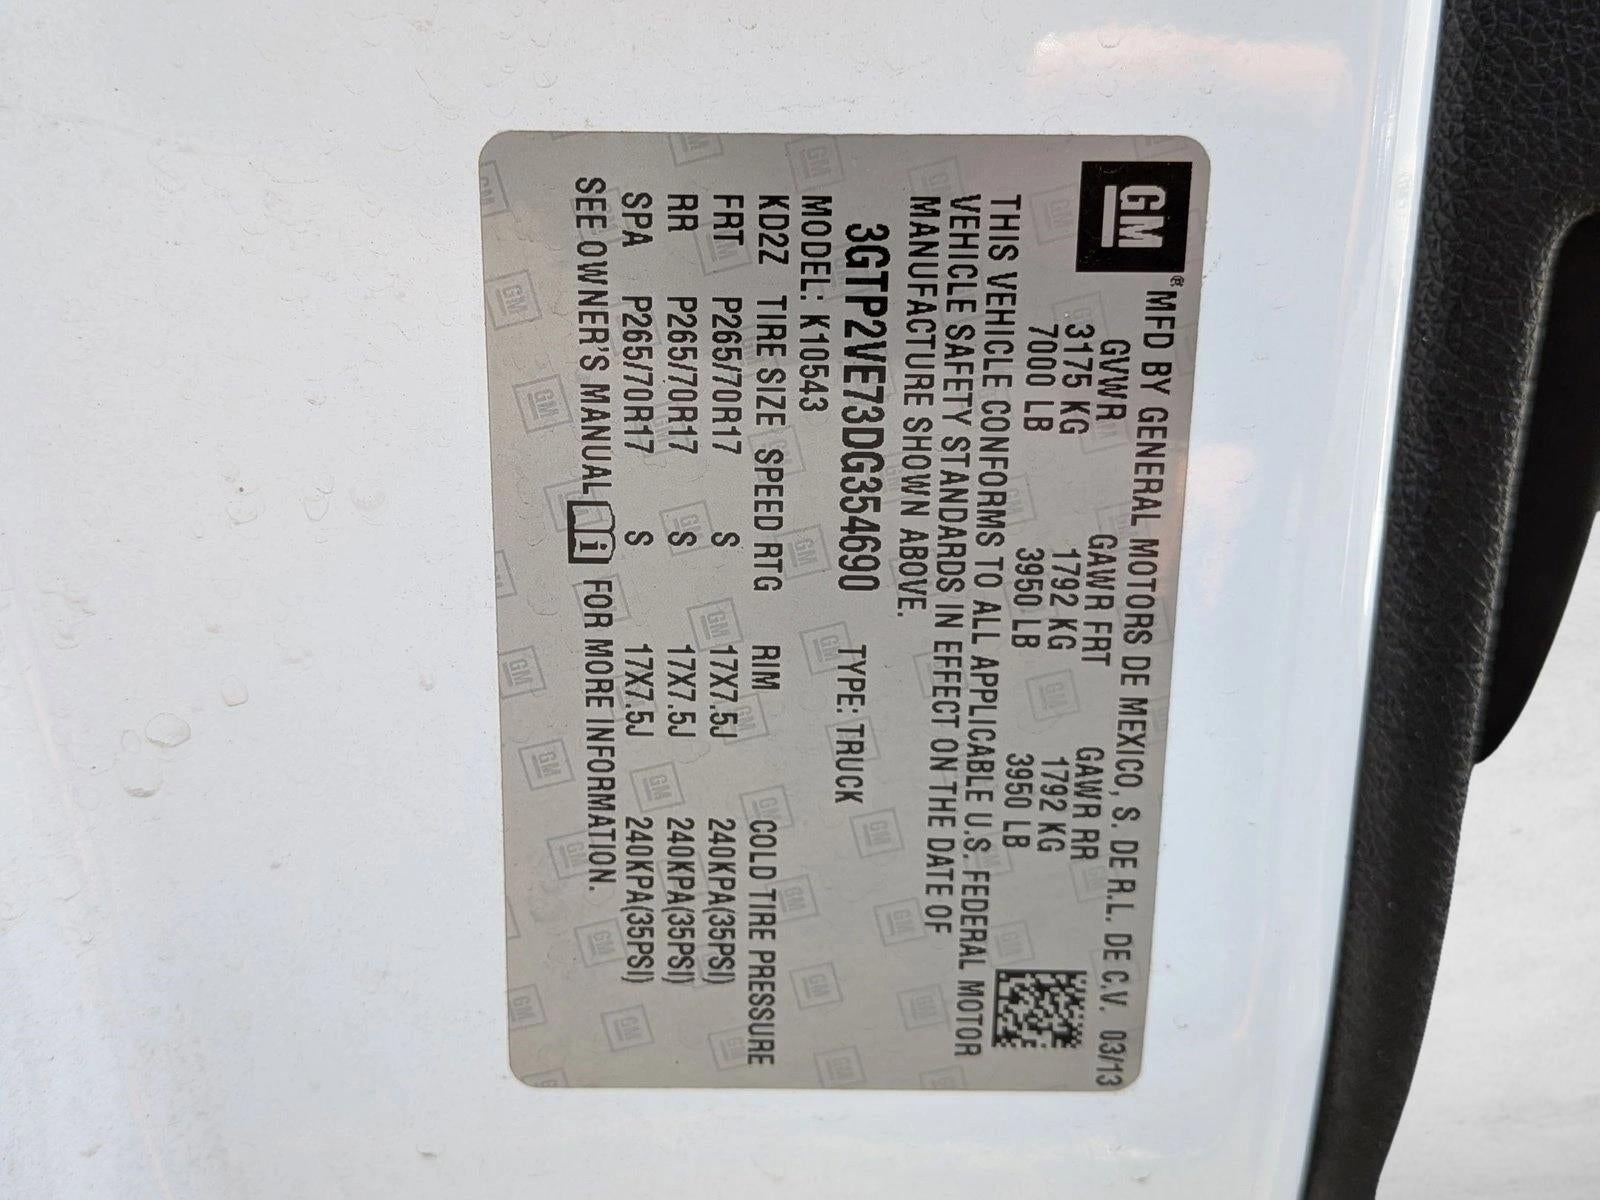 GM® MFD BY GENERAL MOTORS DE MEXICO, S. DE R.L. DE C.V. 03/13
GVWR GAWR FRT GAWR RR
3175 KG 1792 KG 1792 KG
7000 LB 3950 LB 3950 LB
THIS VEHICLE CONFORMS TO ALL APPLICABLE U.S. FEDERAL MOTOR
VEHICLE SAFETY STANDARDS IN EFFECT ON THE DATE OF
MANUFACTURE SHOWN ABOVE.
3GTP2VE73DG354690 TYPE: TRUCK
MODEL: K10543
KD2Z TIRE SIZE SPEED RTG RIM COLD TIRE PRESSURE
FRT P265/70R17 S 17X7.5J 240KPA(35PSI)
RR P265/70R17 S 17X7.5J 240KPA(35PSI)
SPA P265/70R17 S 17X7.5J 240KPA(35PSI)
SEE OWNER'S MANUAL i FOR MORE INFORMATION.